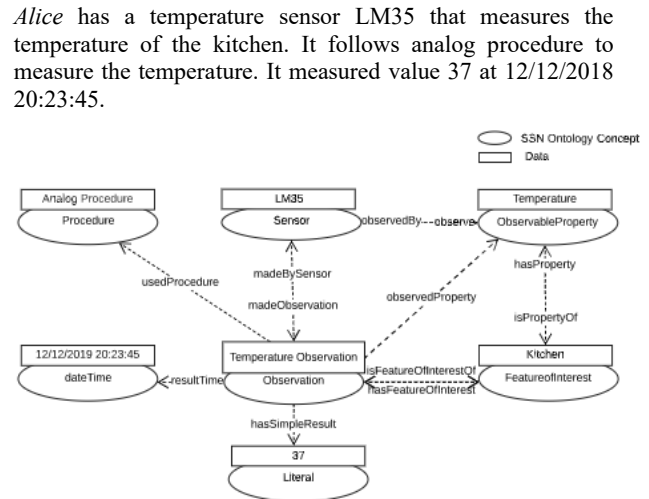 Alice has a temperature sensor LM35 that measures the
temperature of the kitchen. It follows analog procedure to
measure the temperature. It measured value 37 at 12/12/2018
20:23:45.
SSN Ontology Concept
Data
Analog Procedure
Procedure
LM35
Sensor
observedBy
observe
Temperature
ObservableProperty
usedProcedure
madeBySensor
madeObservation
observedProperty
hasProperty
isPropertyOf
12/12/2019 20:23:45
dateTime
resultTime
Temperature Observation
Observation
isFeatureOfInterestOf
hasFeatureOfInterest
Kitchen
FeatureofInterest
hasSimpleResult
37
Literal